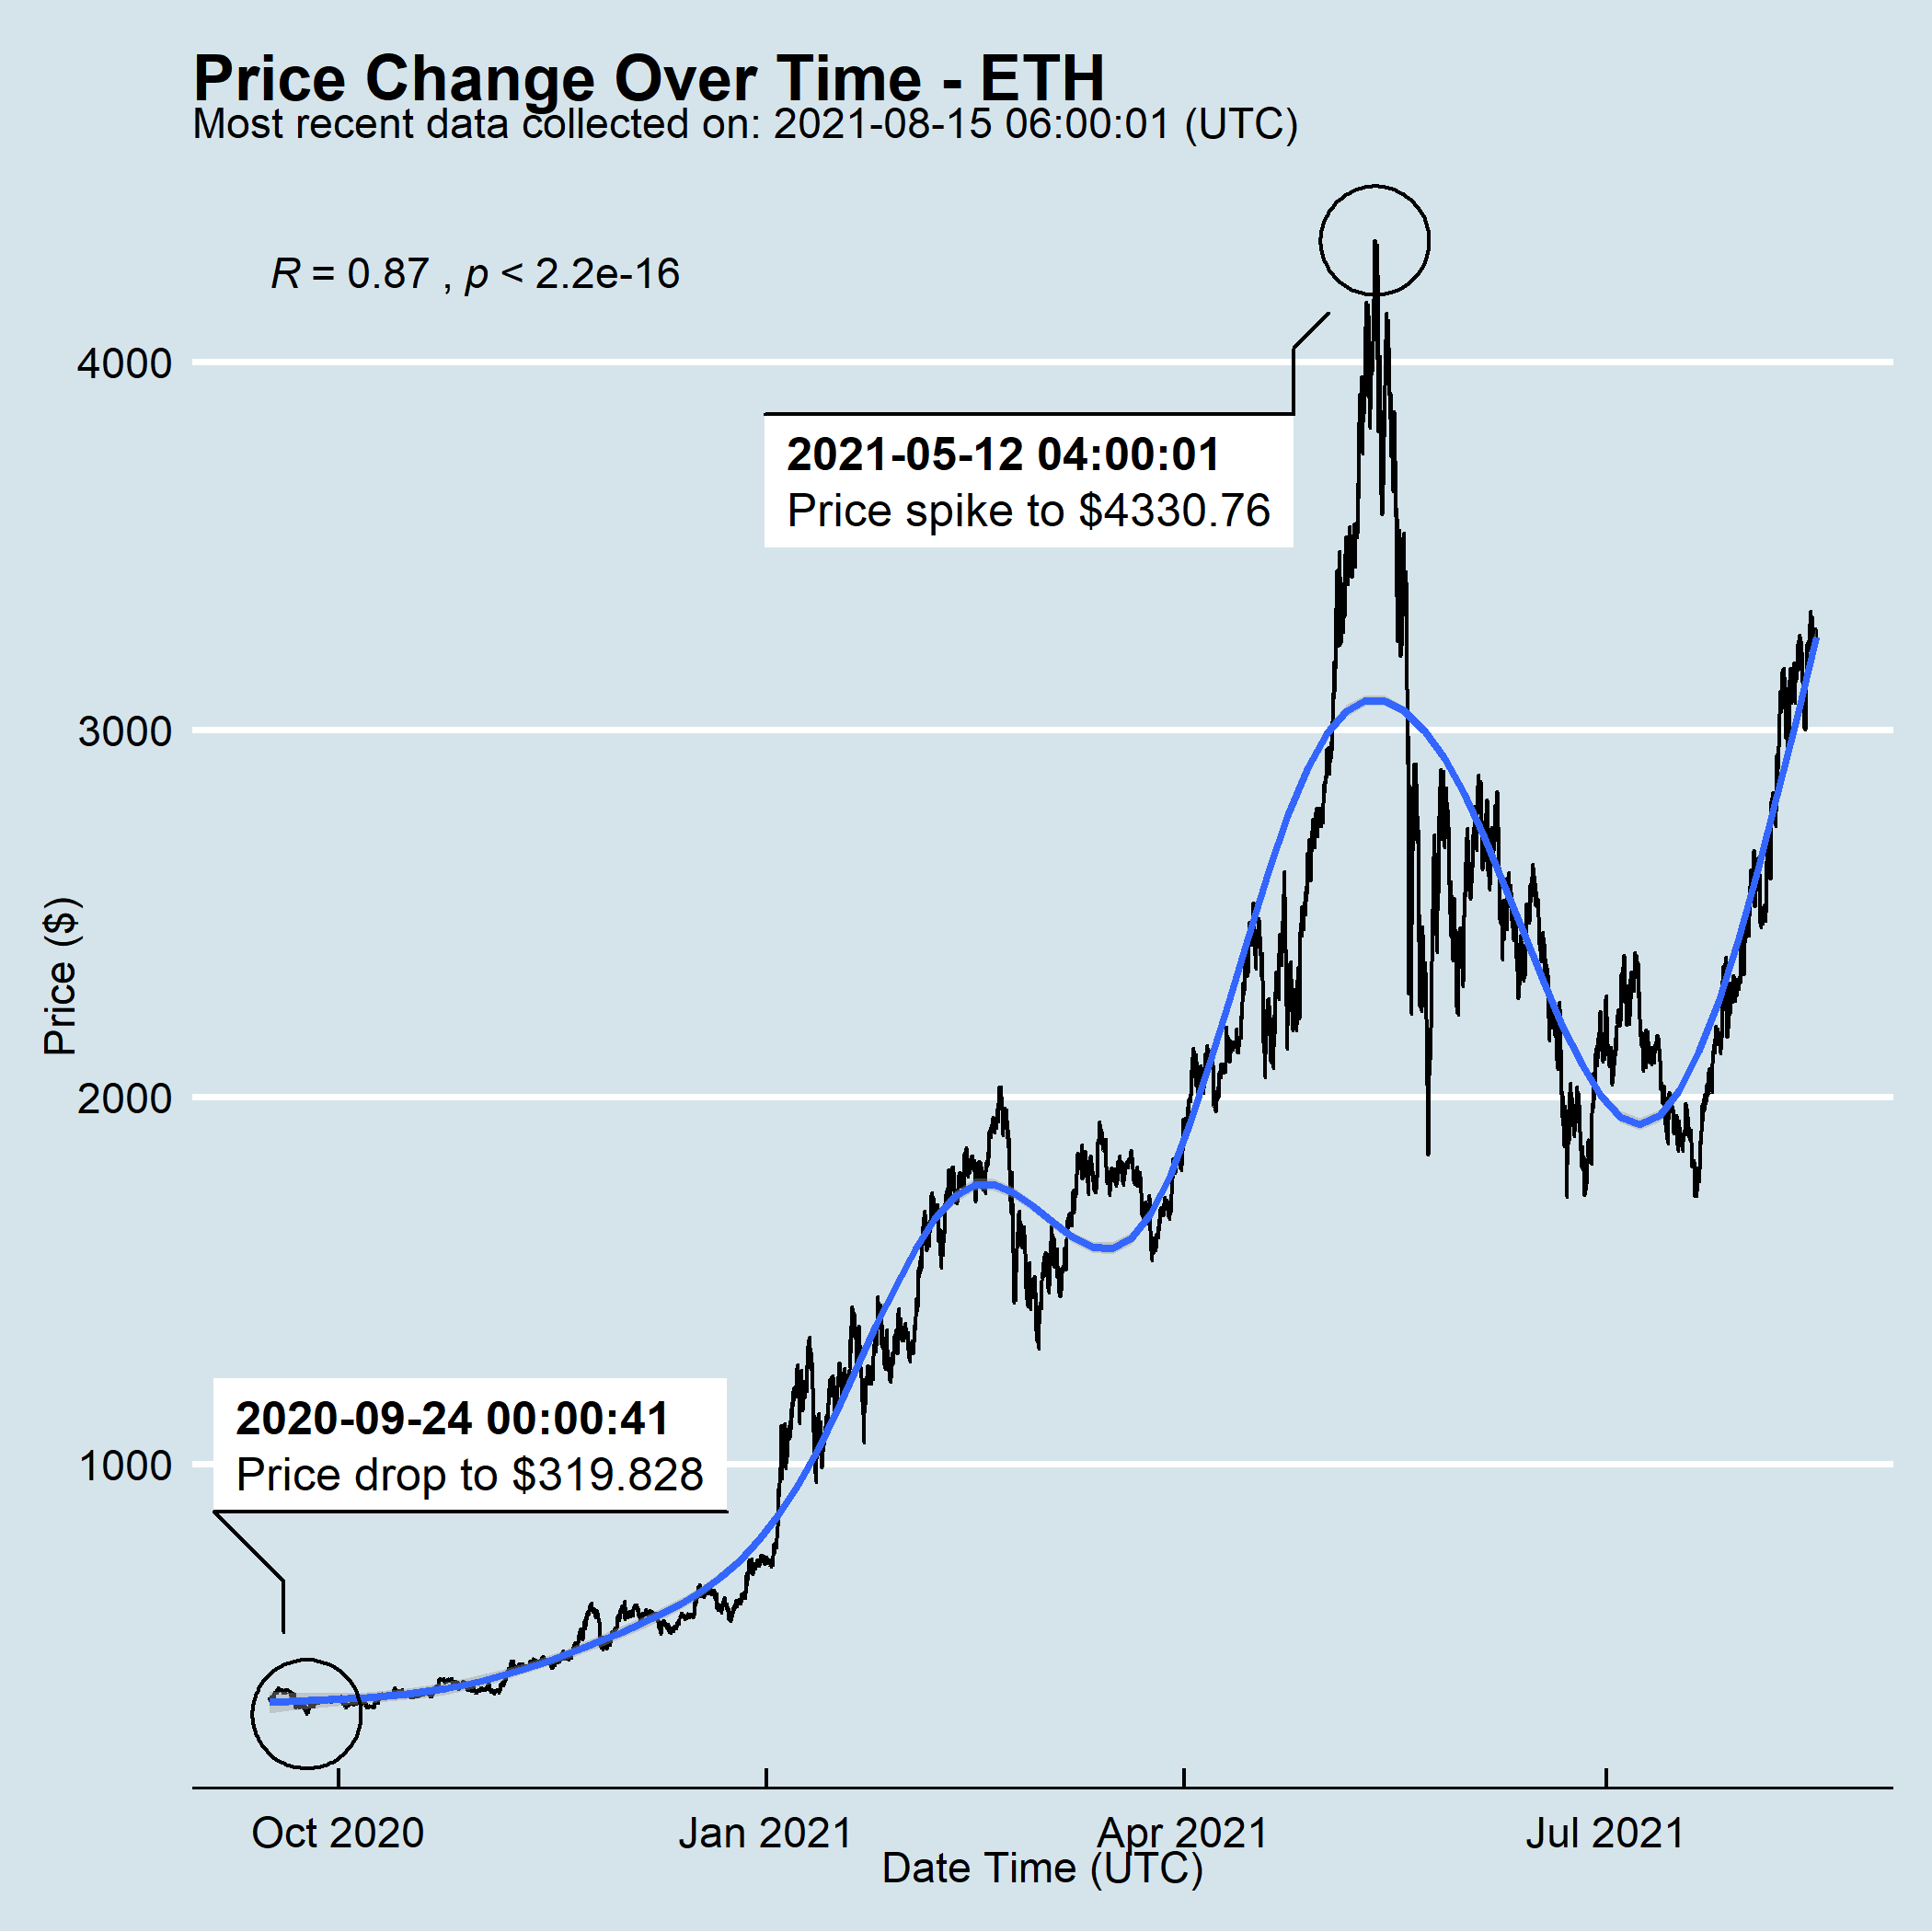 Price Change Over Time - ETH
Most recent data collected on: 2021-08-15 06:00:01 (UTC)
R = 0.87 , p < 2.2e-16
4000
2021-05-12 04:00:01
Price spike to $4330.76
3000
Price ($)
2000
2020-09-24 00:00:41
Price drop to $319.828
1000
Oct 2020
Jan 2021
Apr 2021
Jul 2021
Date Time (UTC)